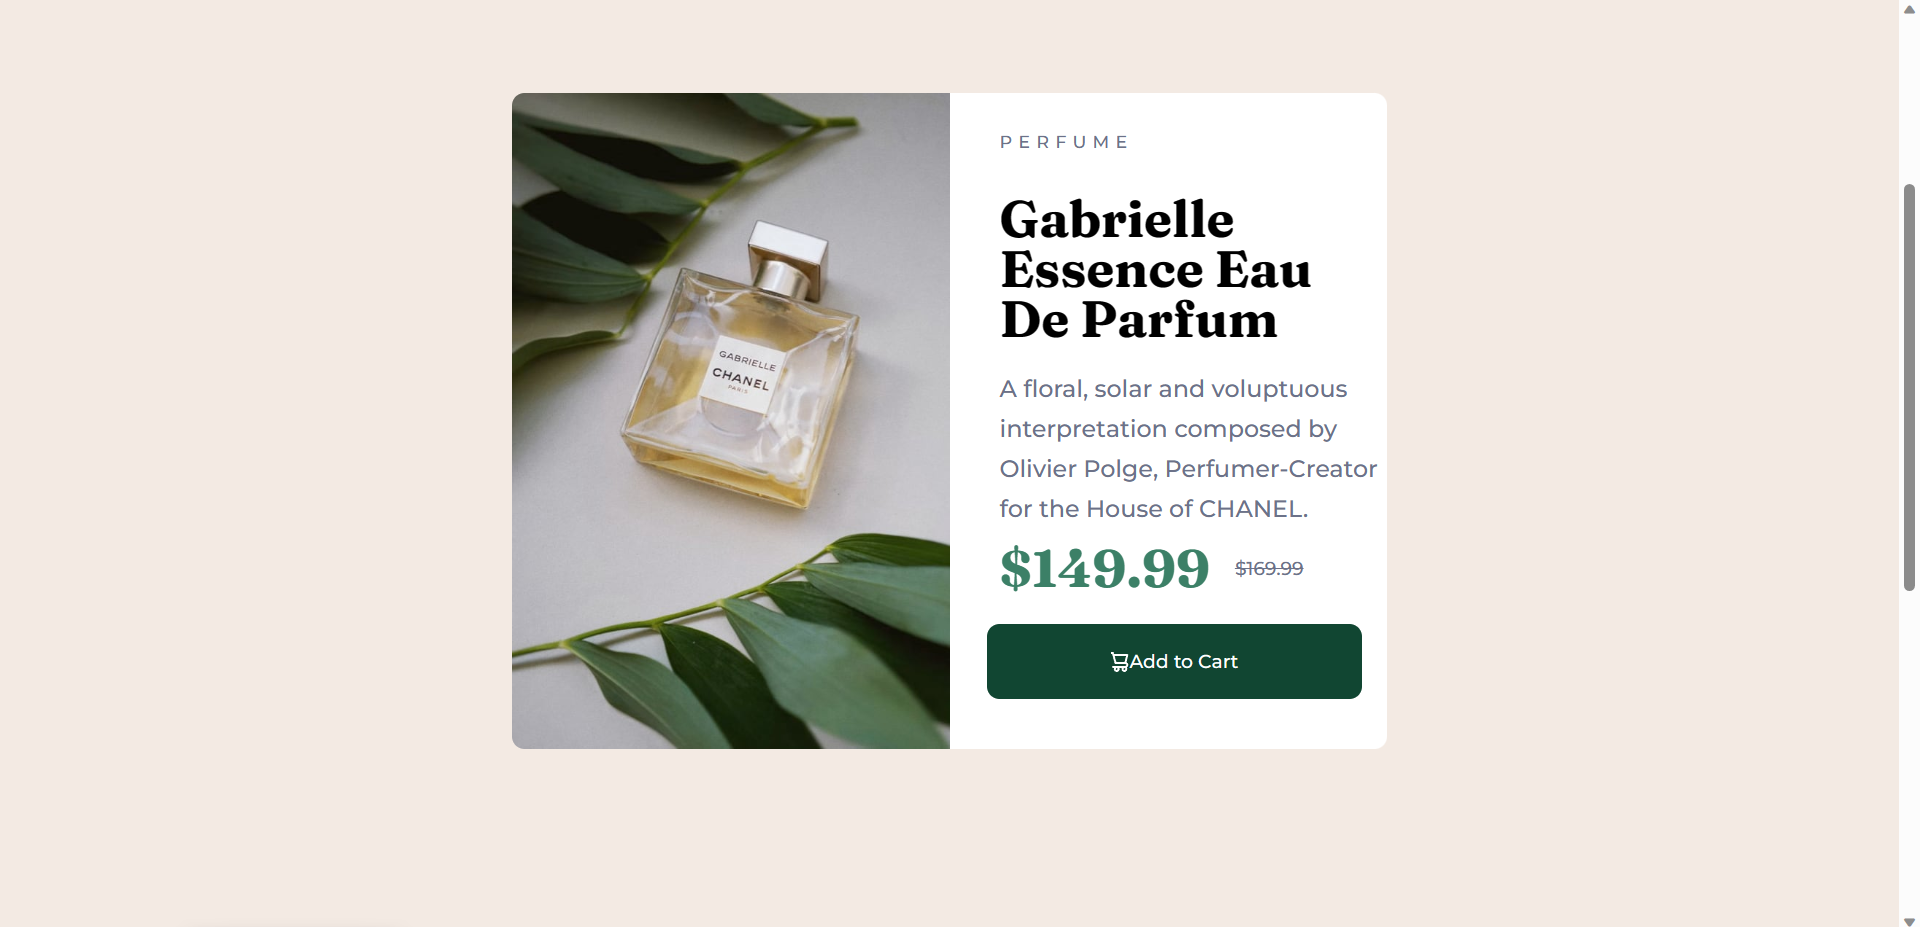 PERFUME
Gabrielle
Essence Eau
De Parfum
A floral, solar and voluptuous
interpretation composed by
Olivier Polge, Perfumer-Creator
for the House of CHANEL.
$149.99 $169.99
Add to Cart
GABRIELLE
CHANEL
PARIS